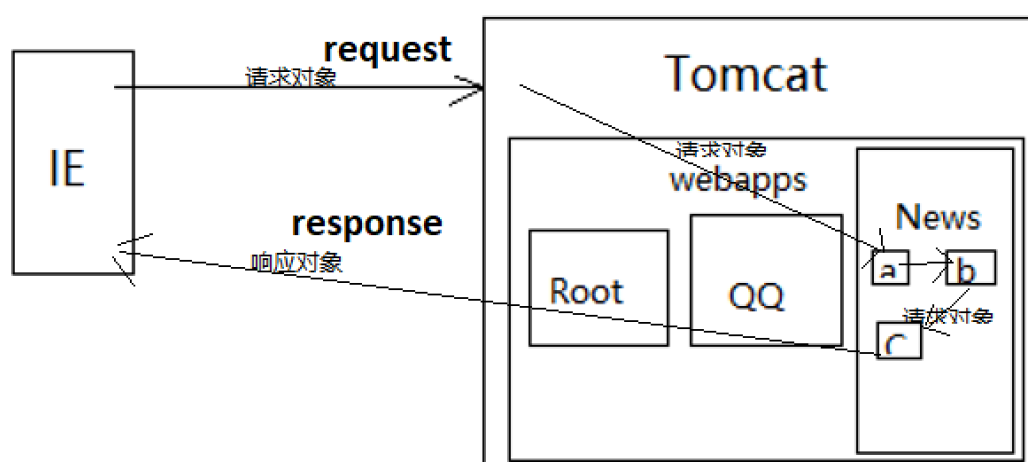 request
请求对象
IE
response
响应对象
Tomcat
请求对象
webapps
Root
QQ
News
a
b
请求对象
C